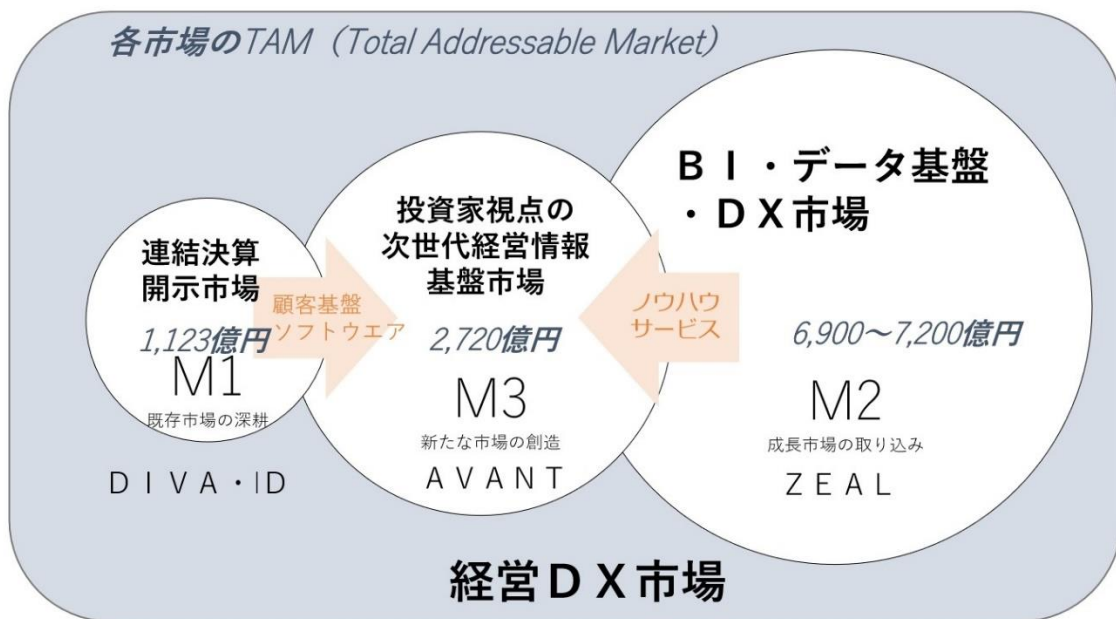 各市場のTAM（Total Addressable Market）
連結決算
開示市場
1,123億円
M1
既存市場の深耕
ＤＩＶＡ・ID
顧客基盤
ソフトウエア
投資家視点の
次世代経営情報
基盤市場
2,720億円
M3
新たな市場の創造
ＡＶＡＮＴ
ノウハウ
サービス
ＢＩ・データ基盤
・ＤＸ市場
6,900～7,200億円
M2
成長市場の取り込み
ＺＥＡＬ
経営ＤＸ市場